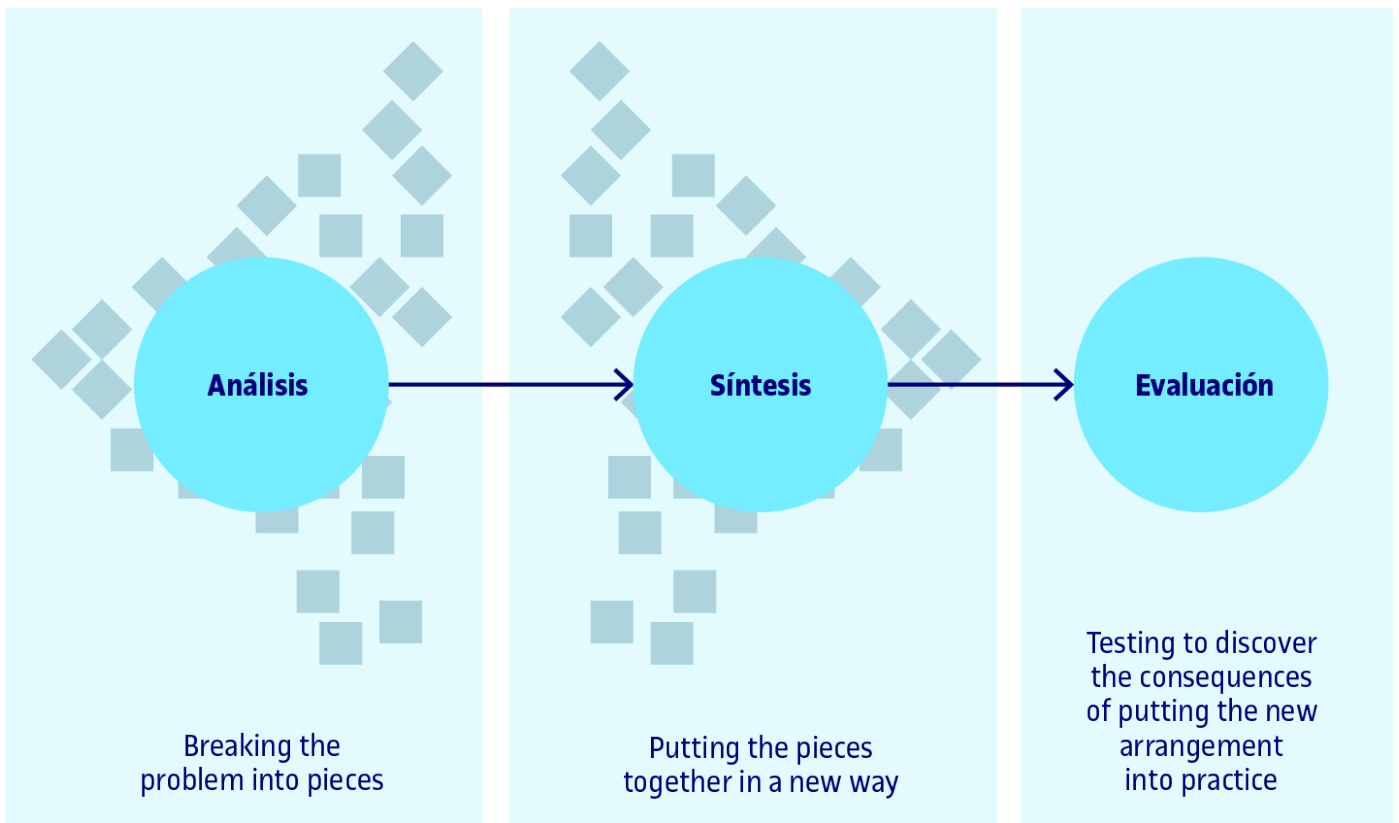 Análisis
Síntesis
Evaluación
Breaking the
problem into pieces
Putting the pieces
together in a new way
Testing to discover
the consequences
of putting the new
arrangement
into practice